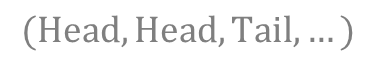 (Head, Head, Tail, … )